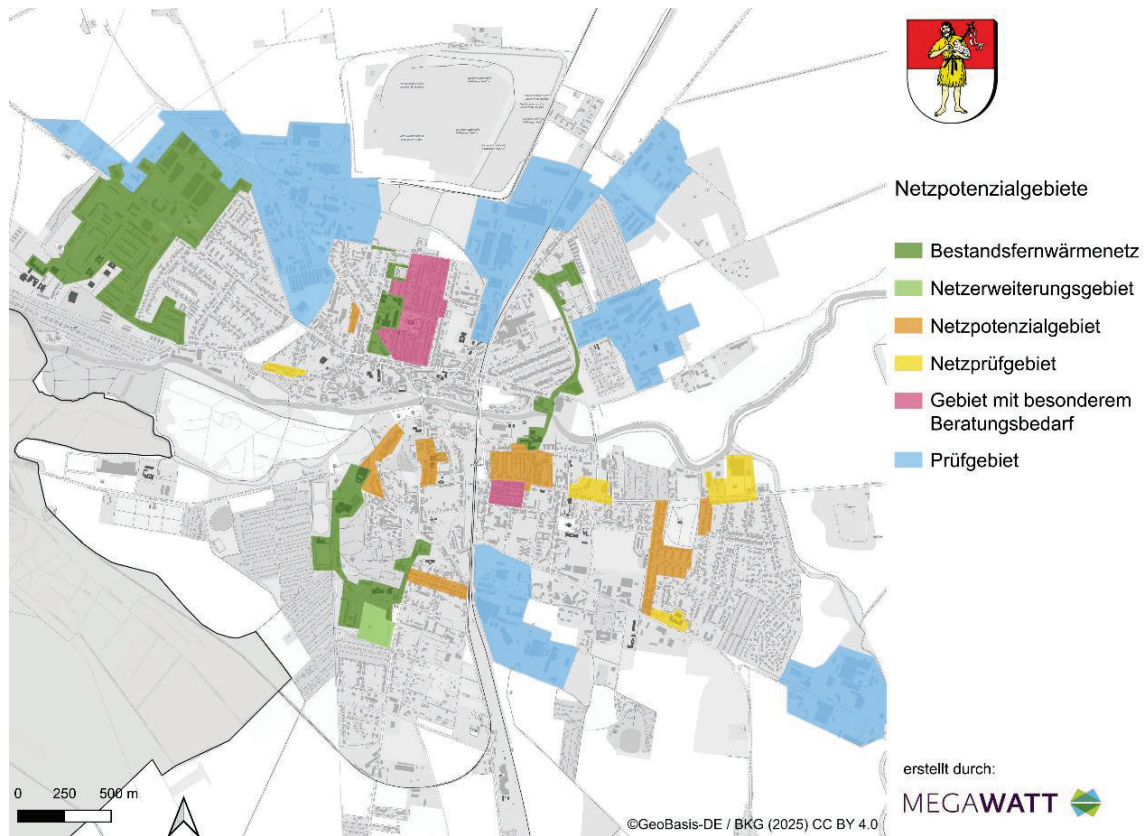 Netzpotenzialgebiete
Bestandsfernwärmenetz
Netzerweiterungsgebiet
Netzpotenzialgebiet
Netzprüfgebiet
Gebiet mit besonderem
Beratungsbedarf
Prüfgebiet
erstellt durch:
MEGAWATT
0 250 500 m
©GeoBasis-DE / BKG (2025) CC BY 4.0